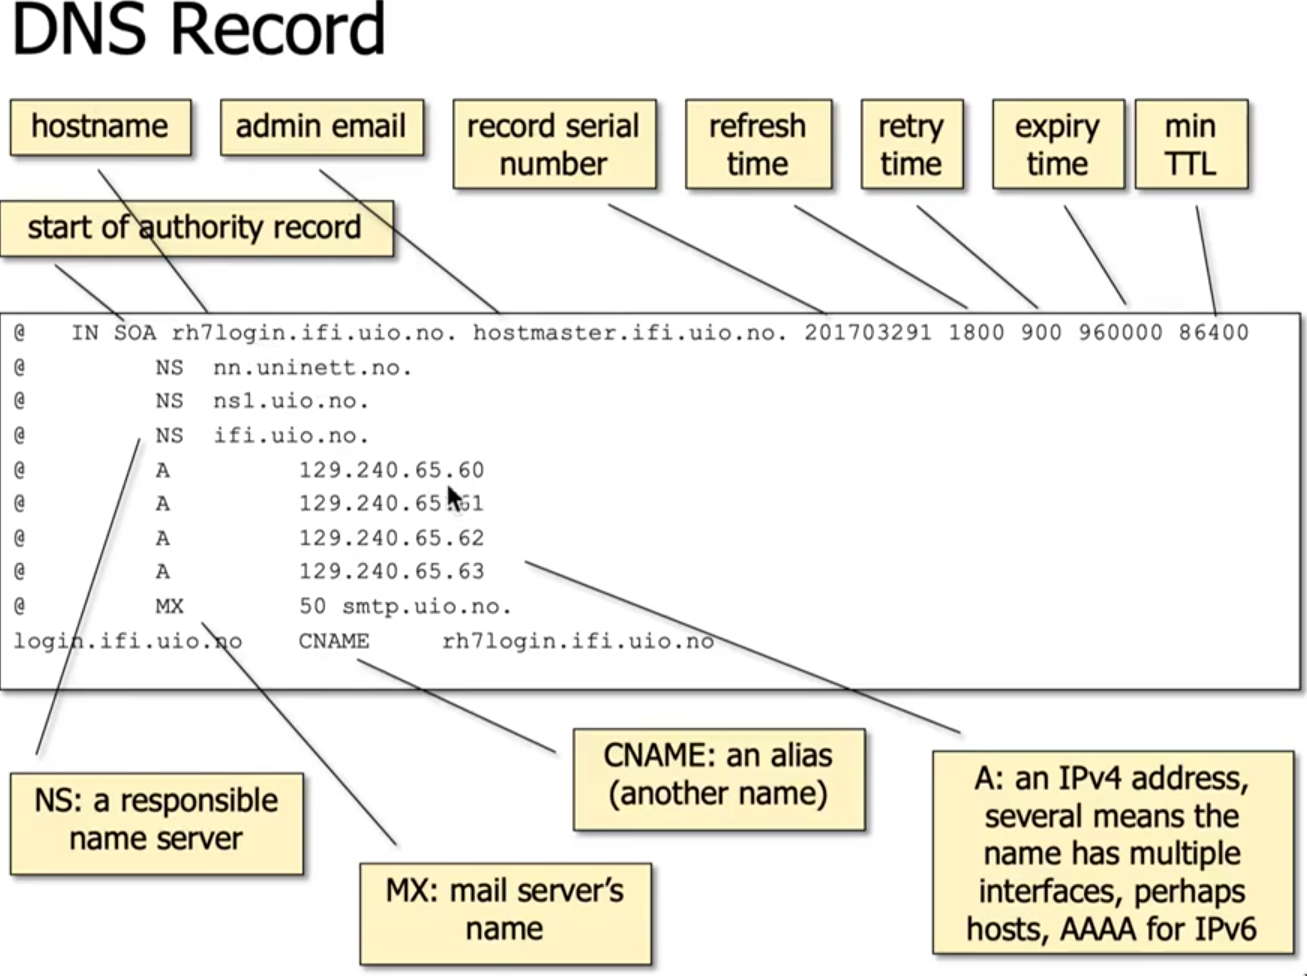 DNS Record
hostname
admin email
record serial
number
refresh
time
retry
time
expiry
time
min
TTL
start of authority record
@ IN SOA rh7login.ifi.uio.no. hostmaster.ifi.uio.no. 201703291 1800 900 960000 86400
@ NS nn.uninett.no.
@ NS ns1.uio.no.
@ NS ifi.uio.no.
@ A 129.240.65.60
@ A 129.240.65.61
@ A 129.240.65.62
@ A 129.240.65.63
@ MX 50 smtp.uio.no.
login.ifi.uio.no CNAME rh7login.ifi.uio.no
NS: a responsible
name server
MX: mail server’s
name
CNAME: an alias
(another name)
A: an IPv4 address,
several means the
name has multiple
interfaces, perhaps
hosts, AAAA for IPv6